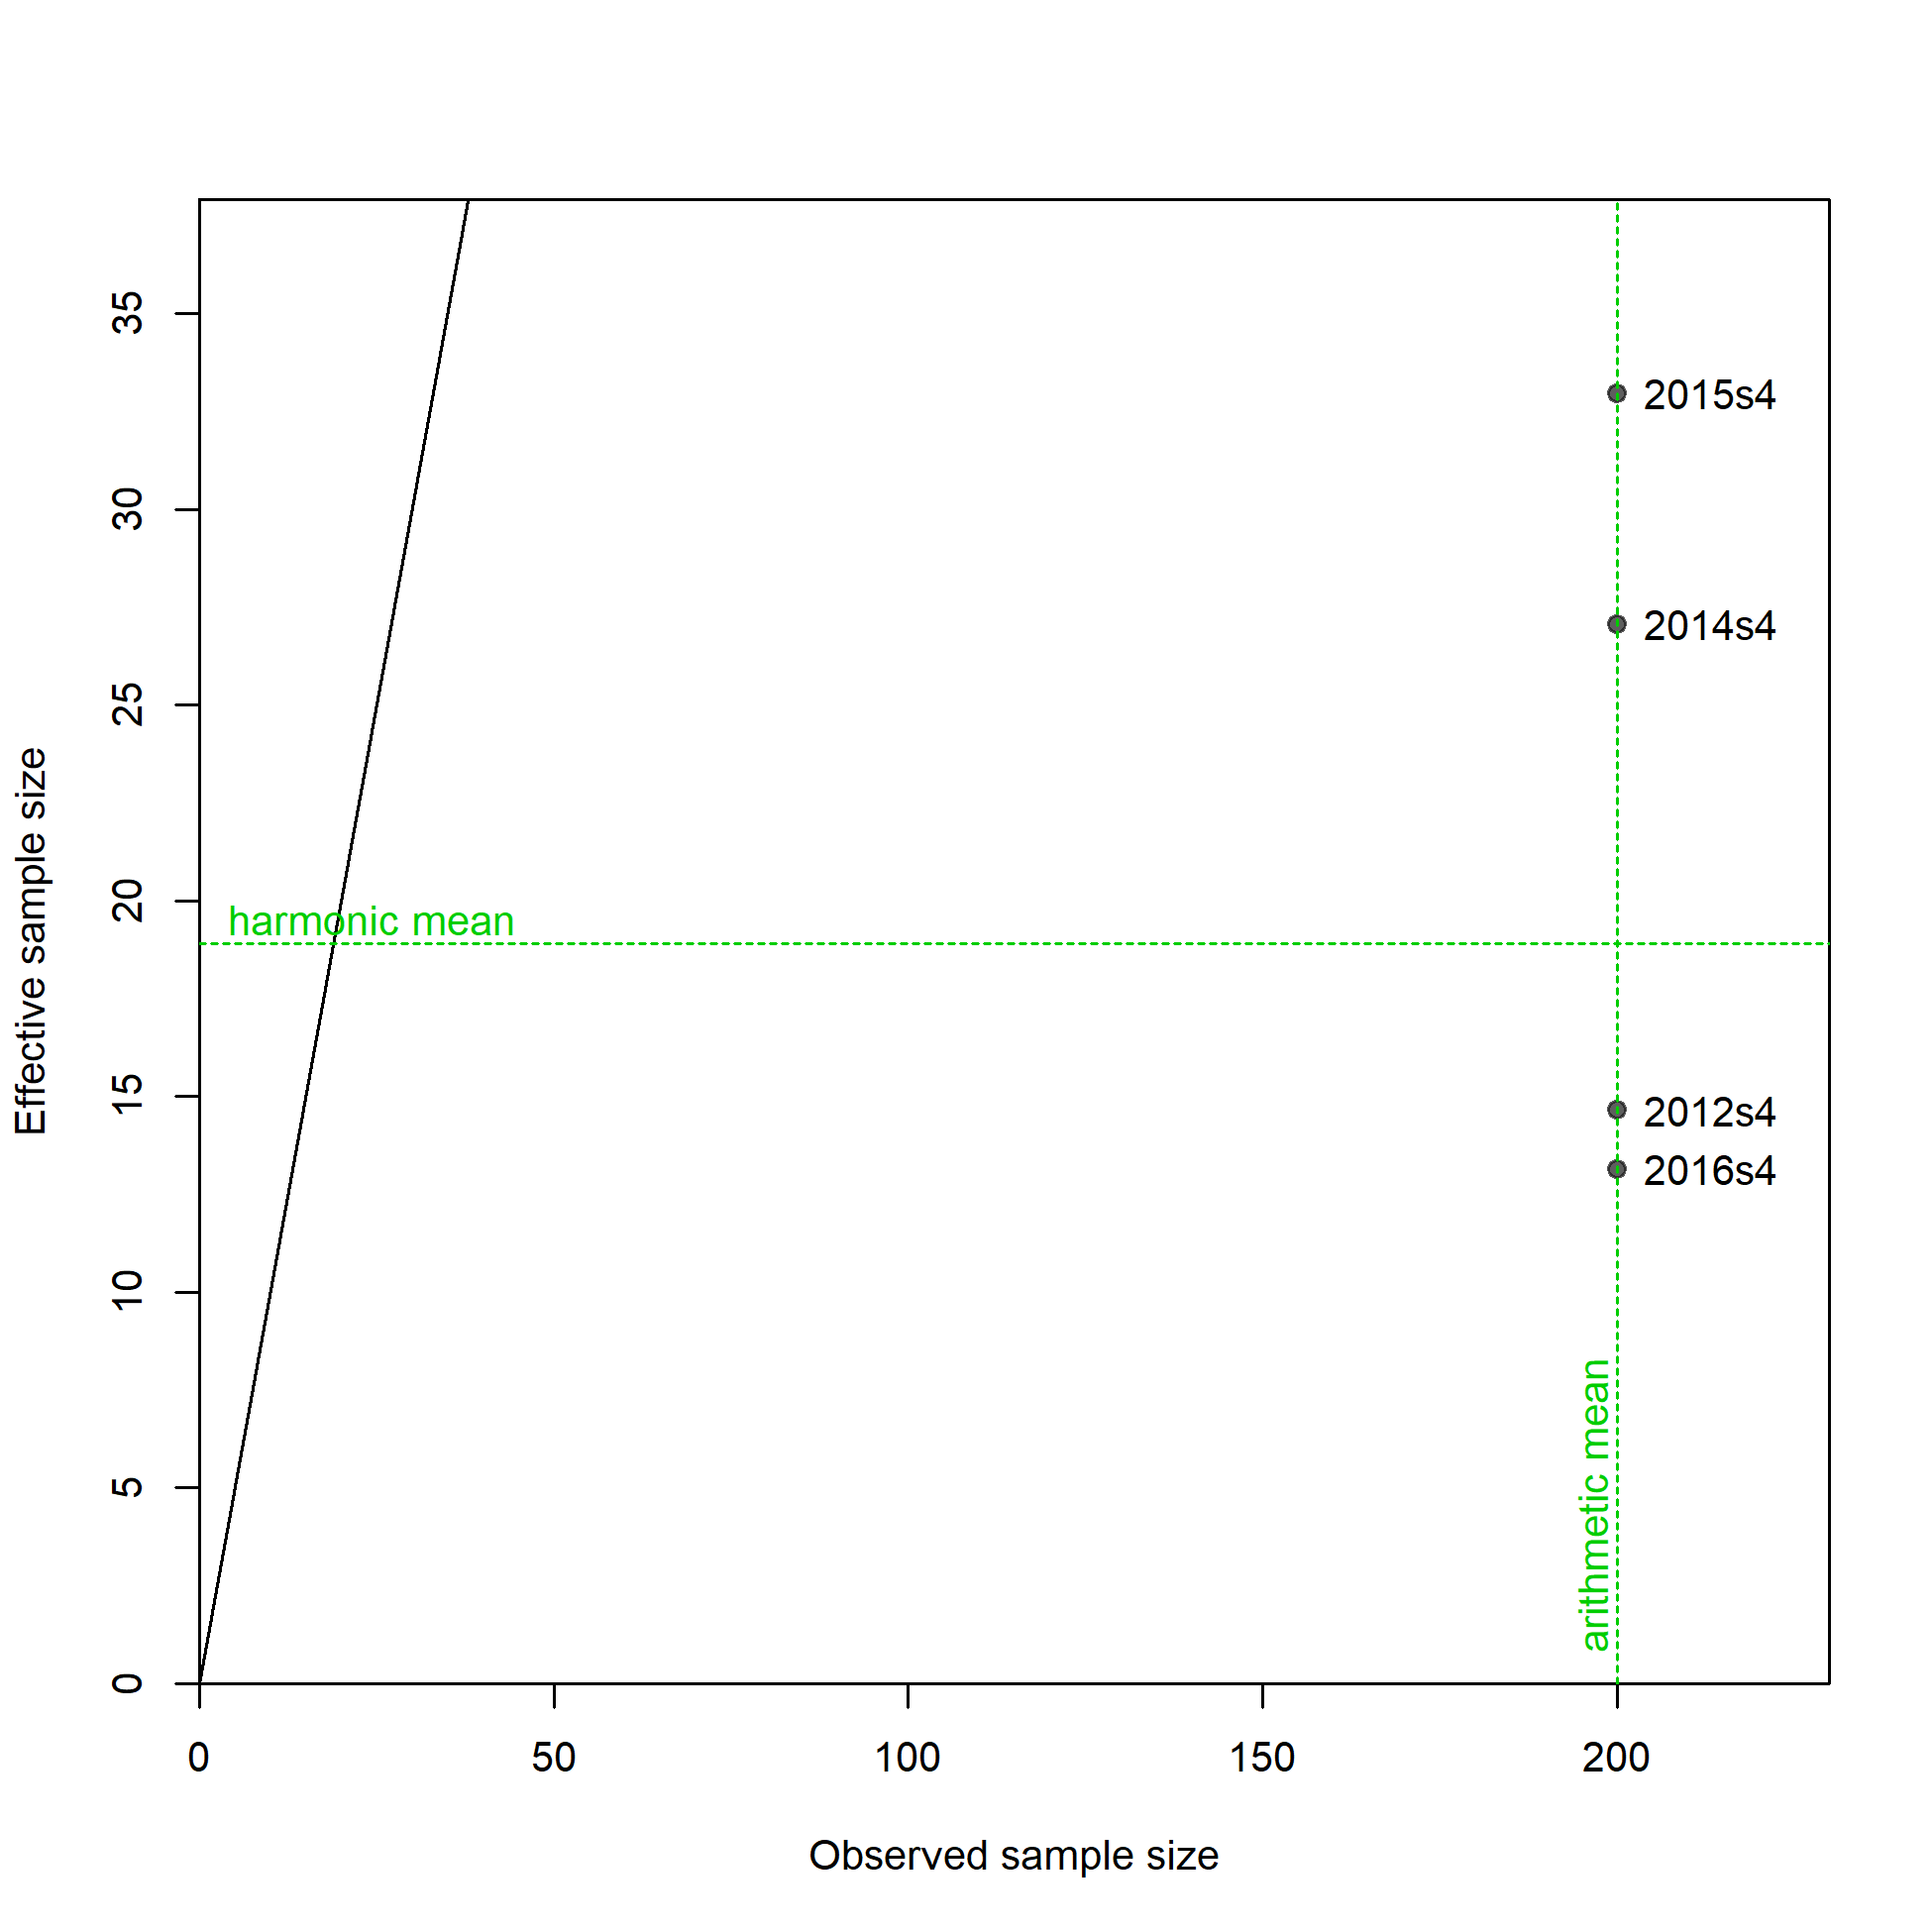 Effective sample size
35
30
25
20
15
10
5
0
harmonic mean
arithmetic mean
2015s4
2014s4
2012s4
2016s4
0
50
100
150
200
Observed sample size